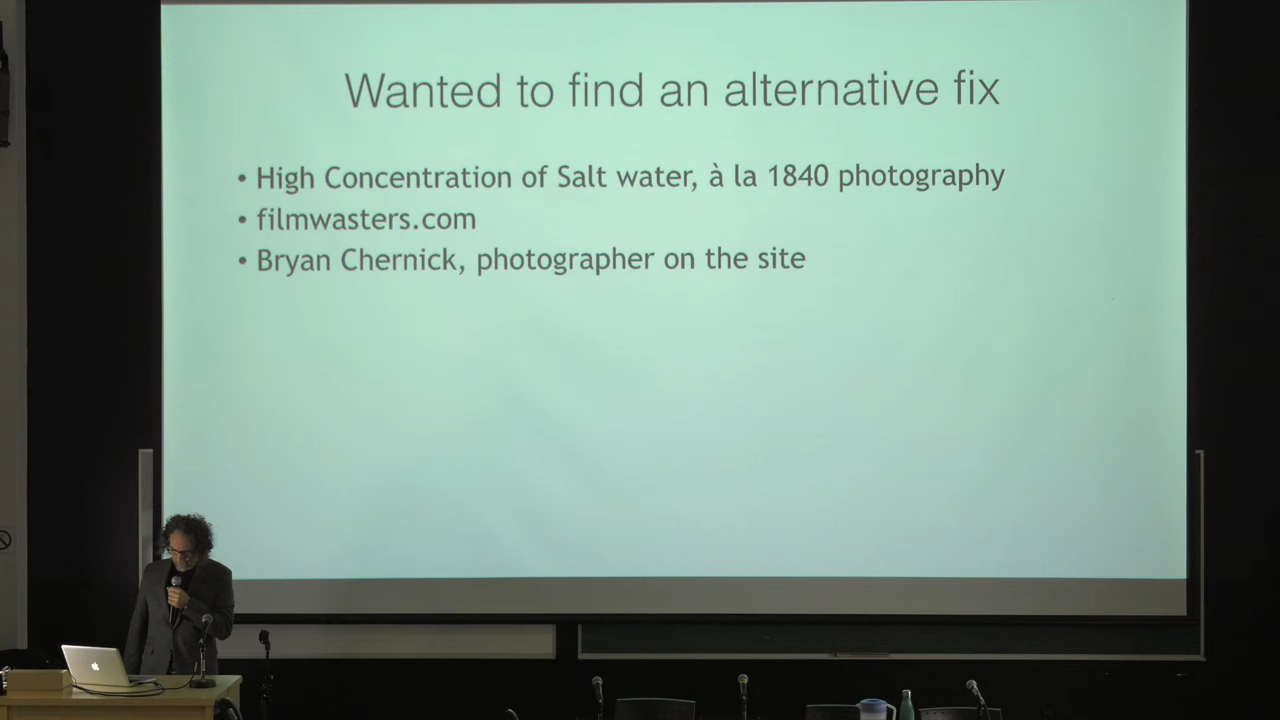 Wanted to find an alternative fix
• High Concentration of Salt water, à la 1840 photography
• filmwasters.com
• Bryan Chernick, photographer on the site